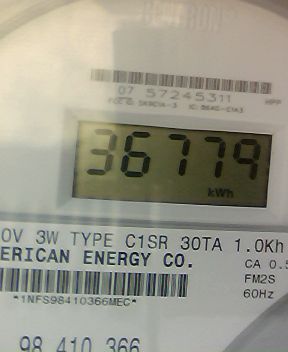 07 57245311
36779
kWh
0V 3W TYPE C1SR 30TA 1.0Kh
ERICAN ENERGY CO.
CA 0.5
FM2S
*1NFS98410366MEC*
60Hz
98 410 366